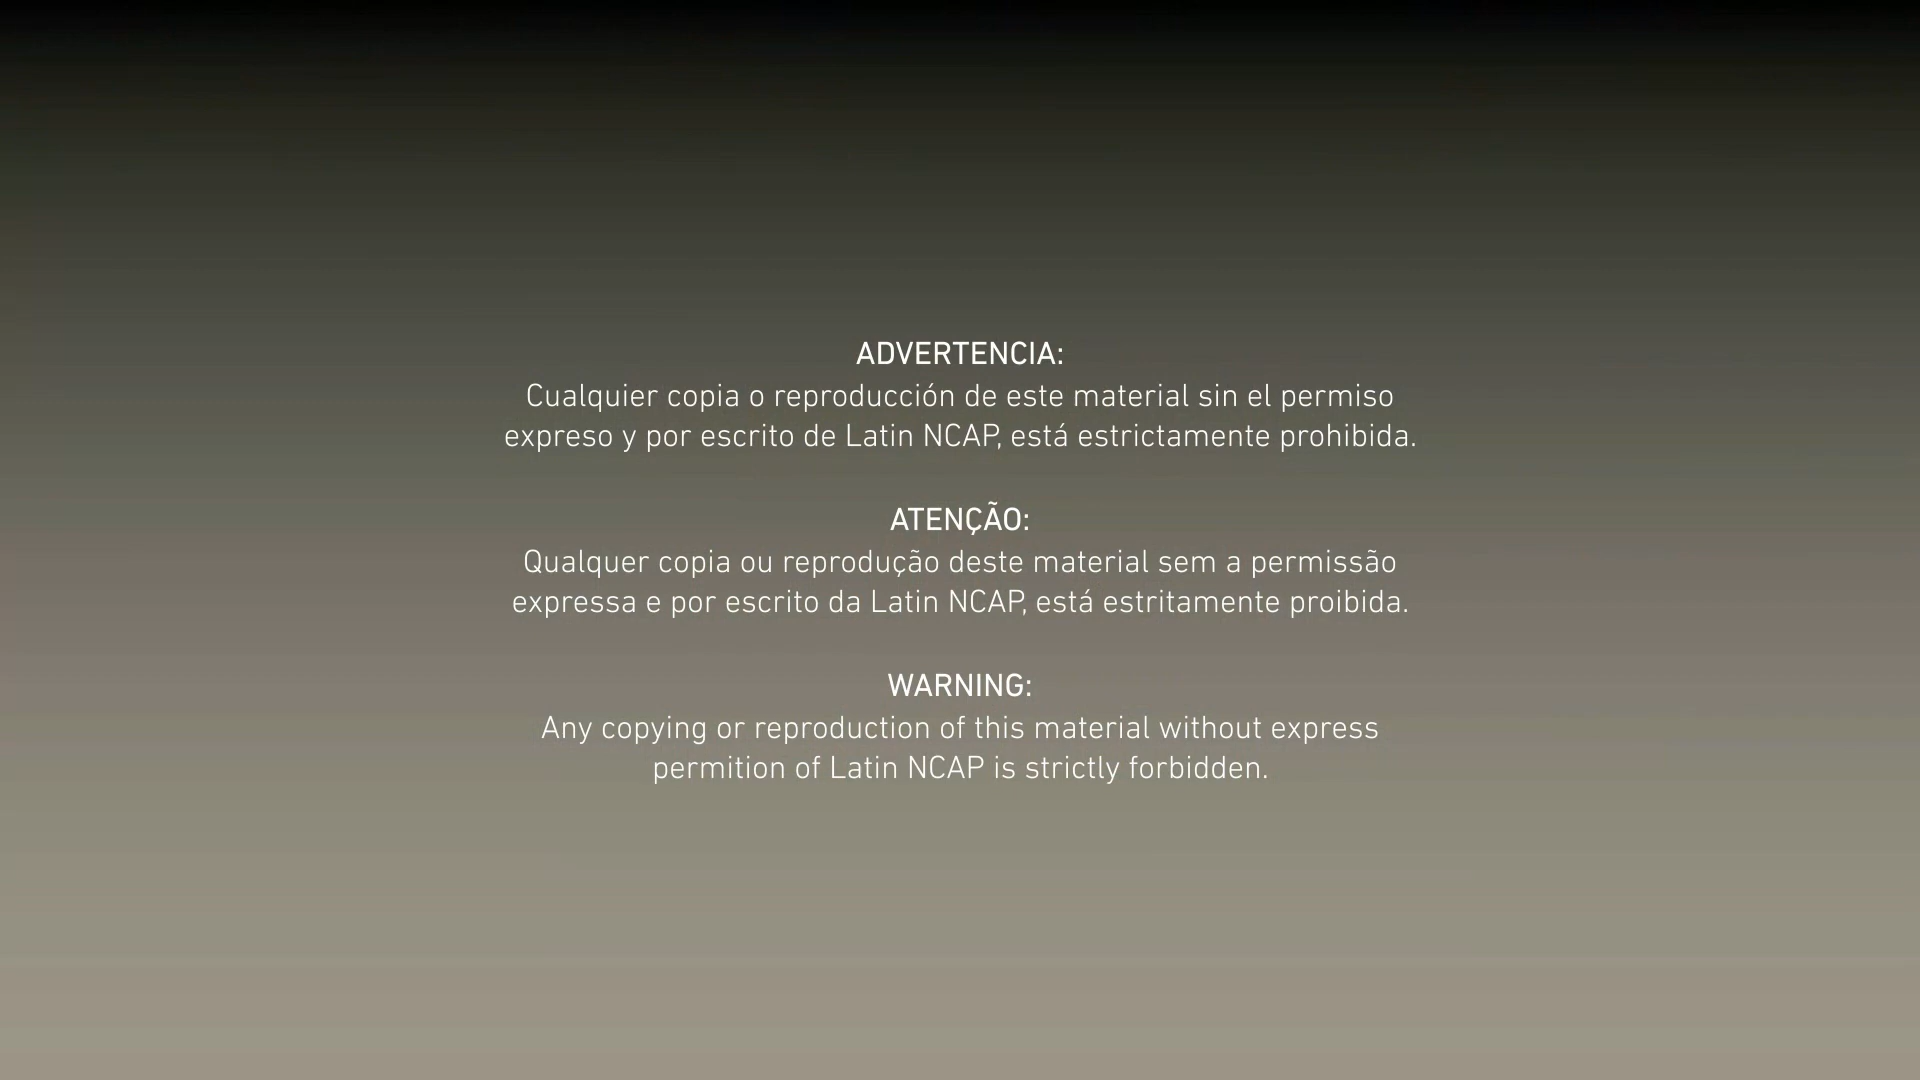 ADVERTENCIA:
Cualquier copia o reproducción de este material sin el permiso
expreso y por escrito de Latin NCAP, está estrictamente prohibida.
ATENÇÃO:
Qualquer copia ou reprodução deste material sem a permissão
expressa e por escrito da Latin NCAP, está estritamente proibida.
WARNING:
Any copying or reproduction of this material without express
permition of Latin NCAP is strictly forbidden.